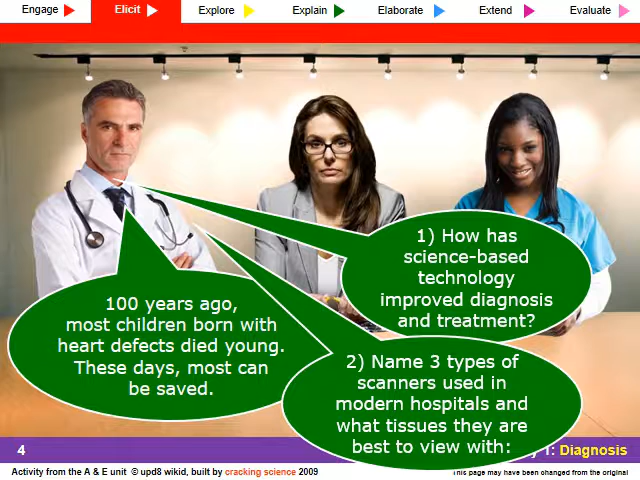 Engage Elicit Explore Explain Elaborate Extend Evaluate
1) How has
science-based
technology
improved diagnosis
and treatment?
100 years ago,
most children born with
heart defects died young.
These days, most can
be saved.
2) Name 3 types of
scanners used in
modern hospitals and
what tissues they are
best to view with:
4
1: Diagnosis
Activity from the A & E unit © upd8 wikid, built by cracking science 2009
This page may have been changed from the original